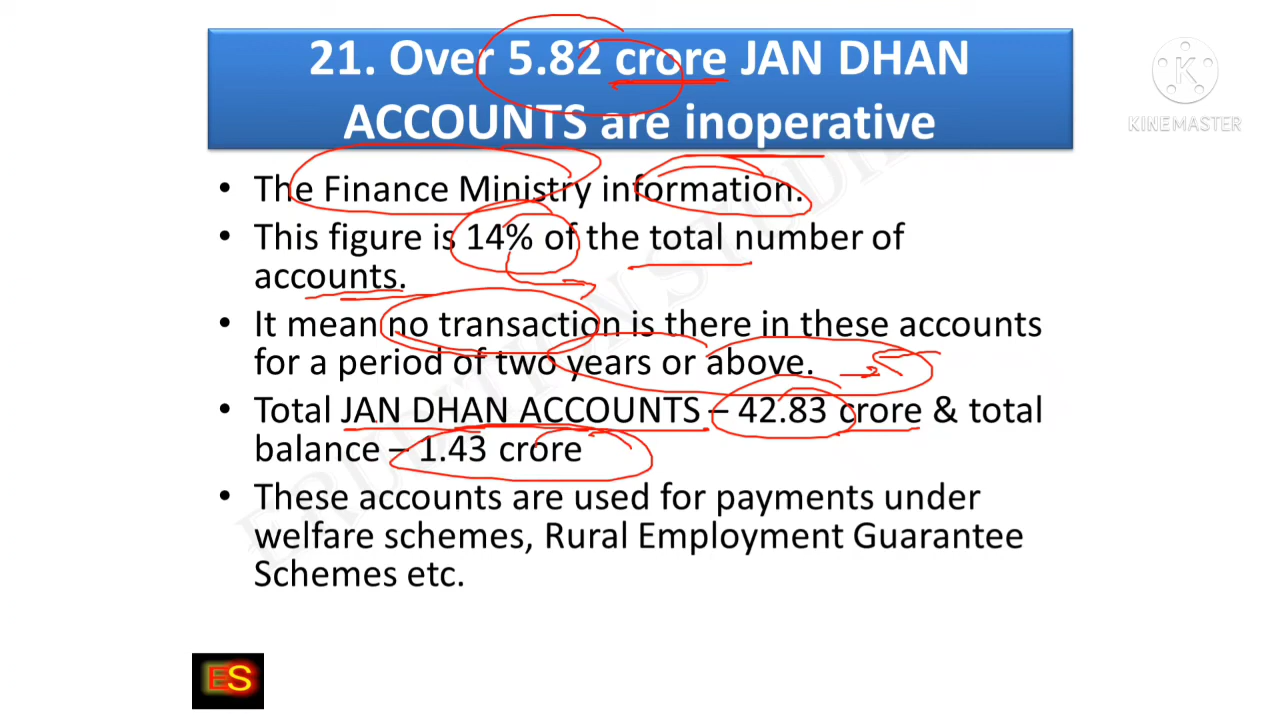 21. Over 5.82 crore JAN DHAN
ACCOUNTS are inoperative
KINEMASTER
• The Finance Ministry information.
• This figure is 14% of the total number of
accounts.
• It mean no transaction is there in these accounts
for a period of two years or above.
• Total JAN DHAN ACCOUNTS – 42.83 crore & total
balance – 1.43 crore
• These accounts are used for payments under
welfare schemes, Rural Employment Guarantee
Schemes etc.
ES